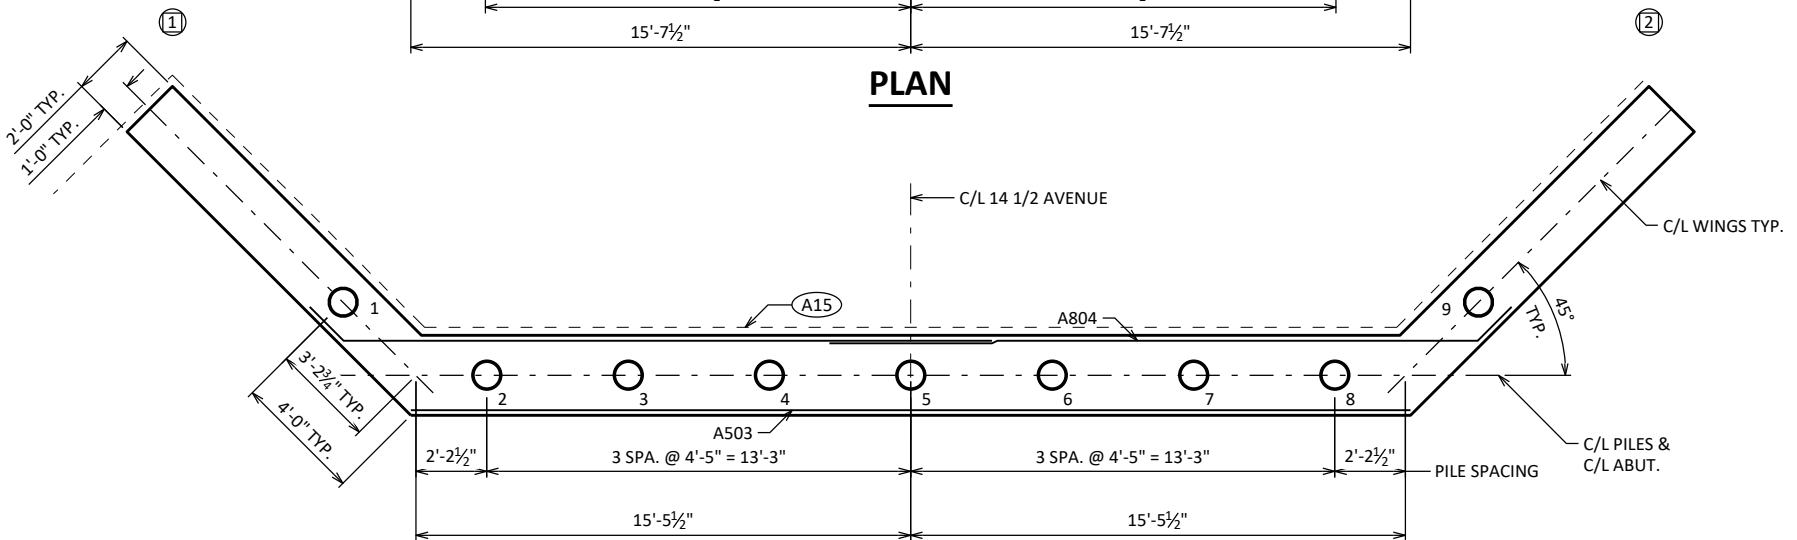 1
2
15'-7½"
15'-7½"
PLAN
2'-0" TYP.
1'-0" TYP.
C/L 14 1/2 AVENUE
C/L WINGS TYP.
A15
A804
1
9
45°
TYP.
3'-2¾" TYP.
4'-0" TYP.
2
3
4
5
6
7
8
A503
C/L PILES &
C/L ABUT.
2'-2½"
3 SPA. @ 4'-5" = 13'-3"
3 SPA. @ 4'-5" = 13'-3"
2'-2½"
PILE SPACING
15'-5½"
15'-5½"